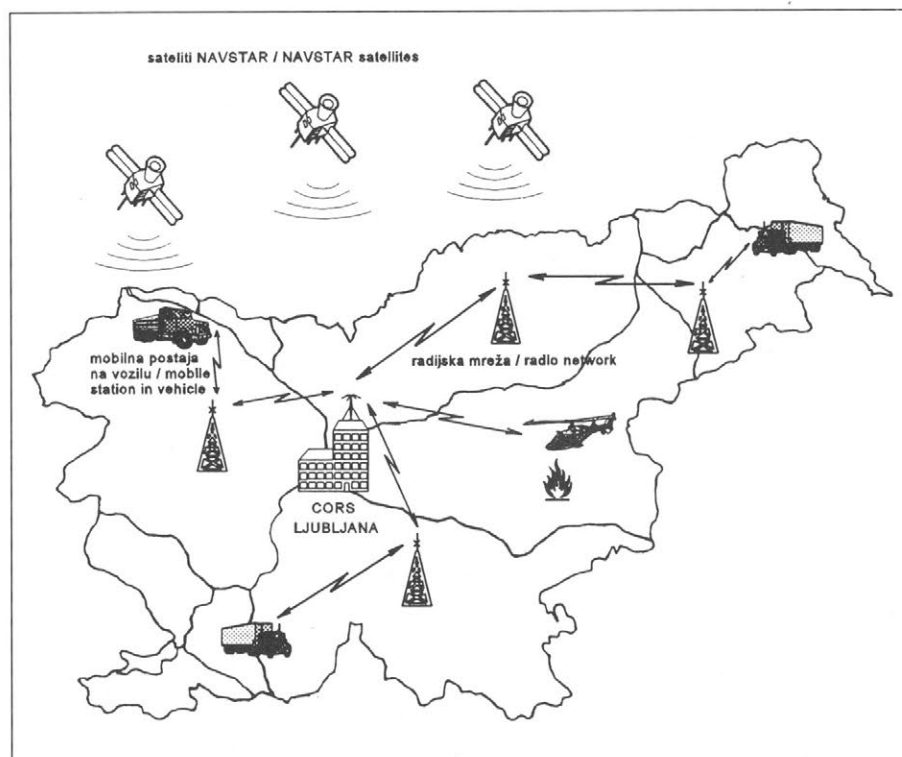 sateliti NAVSTAR / NAVSTAR satellites
mobilna postaja
na vozilu / mobile
station in vehicle
radijska mreža / radio network
CORS
LJUBLJANA